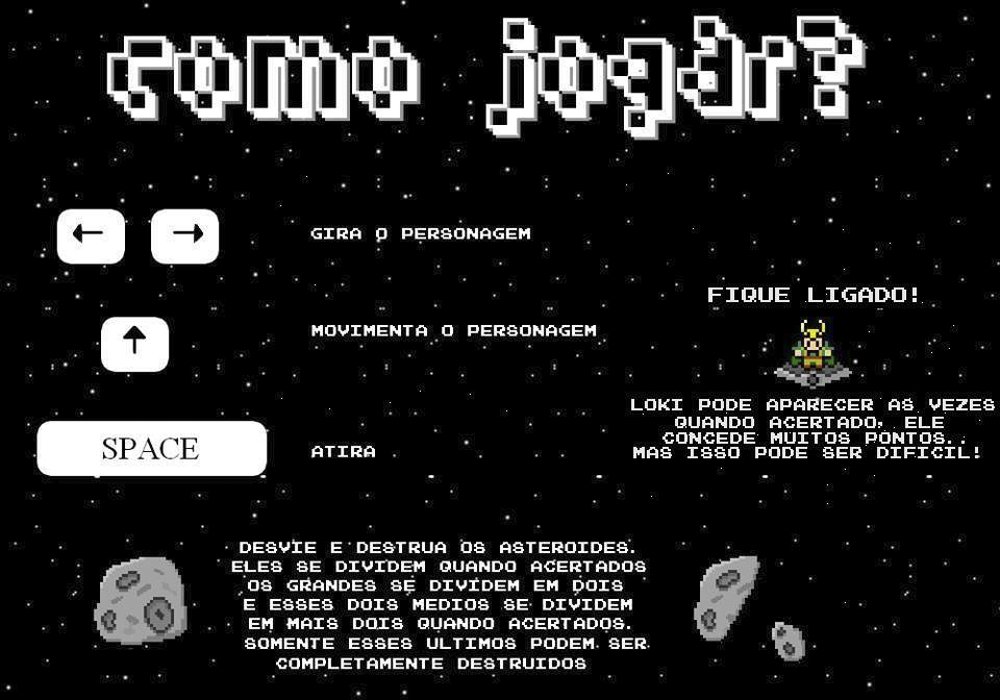 como jogar?
← →
GIRA O PERSONAGEM
↑
MOVIMENTA O PERSONAGEM
SPACE
ATIRA
FIQUE LIGADO!
LOKI PODE APARECER AS VEZES
QUANDO ACERTADO, ELE
CONCEDE MUITOS PONTOS..
MAS ISSO PODE SER DIFICIL!
DESVIE E DESTRUA OS ASTEROIDES.
ELES SE DIVIDEM QUANDO ACERTADOS
OS GRANDES SE DIVIDEM EM DOIS
E ESSES DOIS MEDIOS SE DIVIDEM
EM MAIS DOIS QUANDO ACERTADOS.
SOMENTE ESSES ULTIMOS PODEM SER
COMPLETAMENTE DESTRUIDOS